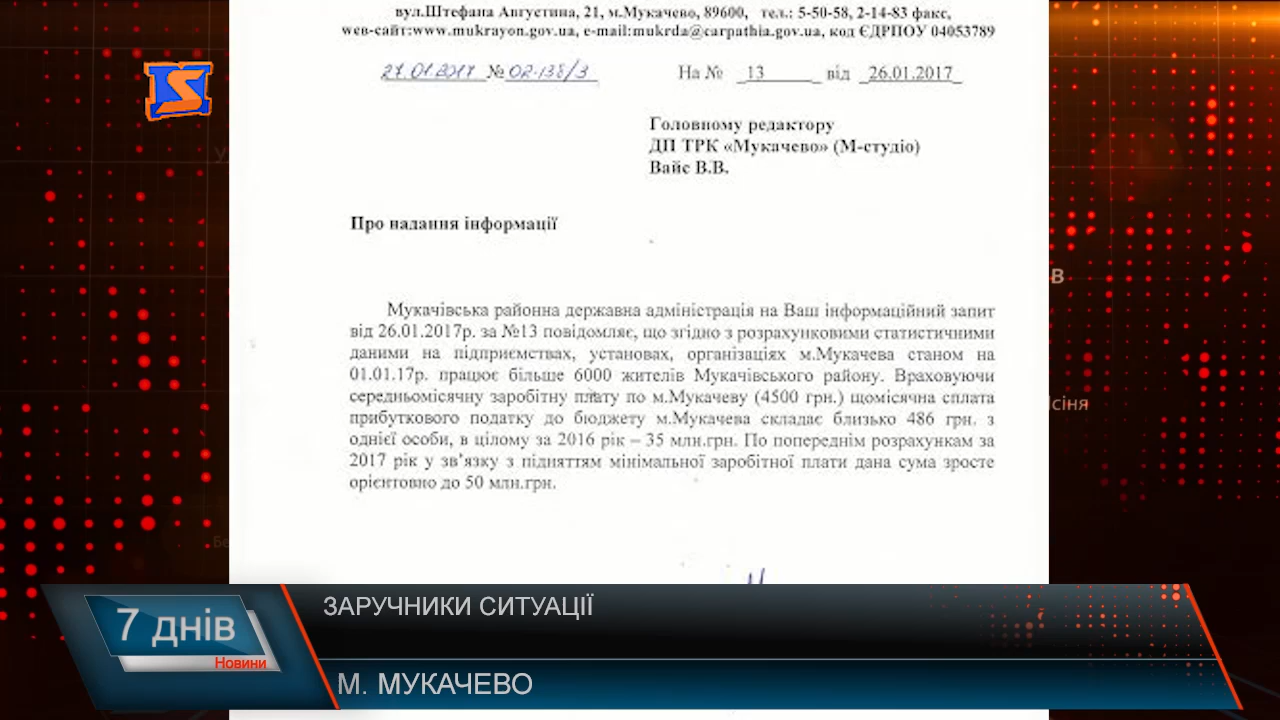 вул.Штефана Августина, 21, м.Мукачево, 89600, тел.: 5-50-58, 2-14-83 факс,
web-сайт:www.mukrayon.gov.ua, e-mail:mukrda@carpathia.gov.ua, код ЄДРПОУ 04053789
27.01.2017 № 02-138/3 На № _13______ від _26.01.2017_
Головному редактору
ДП ТРК «Мукачево» (М-студіо)
Вайс В.В.
Про надання інформації
Мукачівська районна державна адміністрація на Ваш інформаційний запит
від 26.01.2017р. за №13 повідомляє, що згідно з розрахунковими статистичними
даними на підприємствах, установах, організаціях м.Мукачева станом на
01.01.17р. працює більше 6000 жителів Мукачівського району. Враховуючи
середньомісячну заробітну плату по м.Мукачеву (4500 грн.) щомісячна сплата
прибуткового податку до бюджету м.Мукачева складає близько 486 грн. з
однієї особи, в цілому за 2016 рік – 35 млн.грн. По попереднім розрахункам за
2017 рік у зв’язку з підняттям мінімальної заробітної плати дана сума зросте
орієнтовно до 50 млн.грн.
ЗАРУЧНИКИ СИТУАЦІЇ
7 днів
Новини
М. МУКАЧЕВО